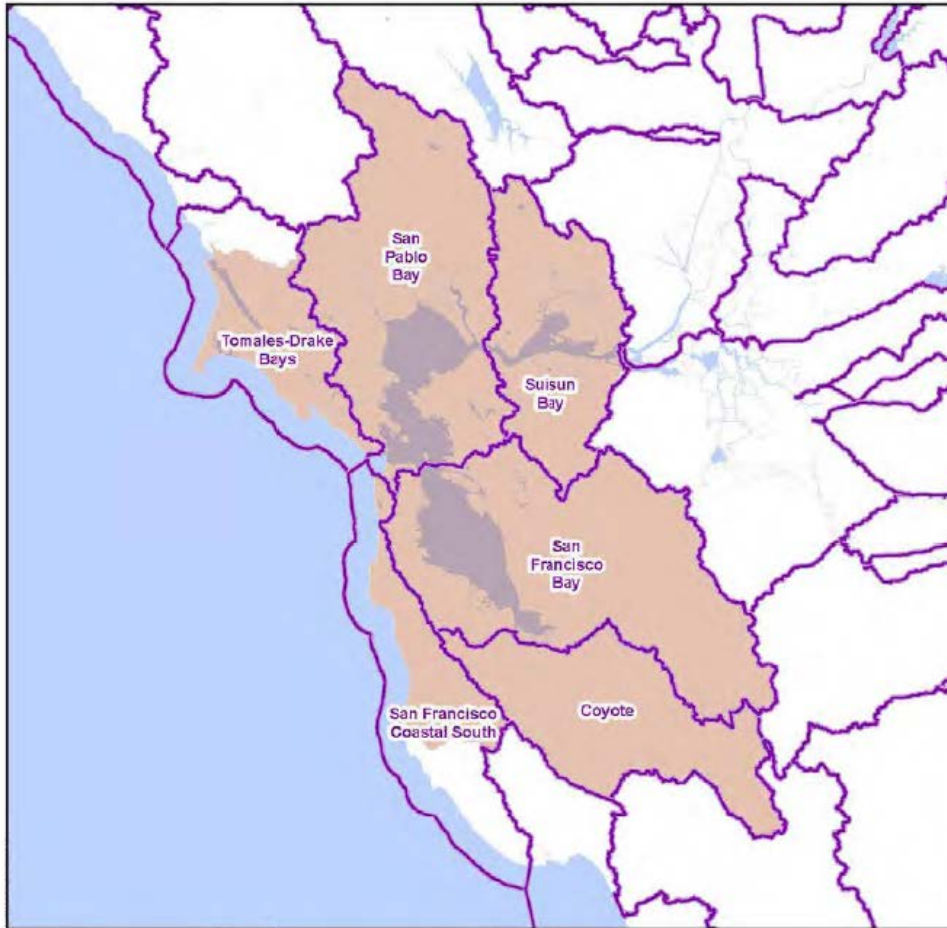 San
Pablo
Bay
Tomales-Drake
Bays
Suisun
Bay
San
Francisco
Bay
San Francisco
Coastal South
Coyote